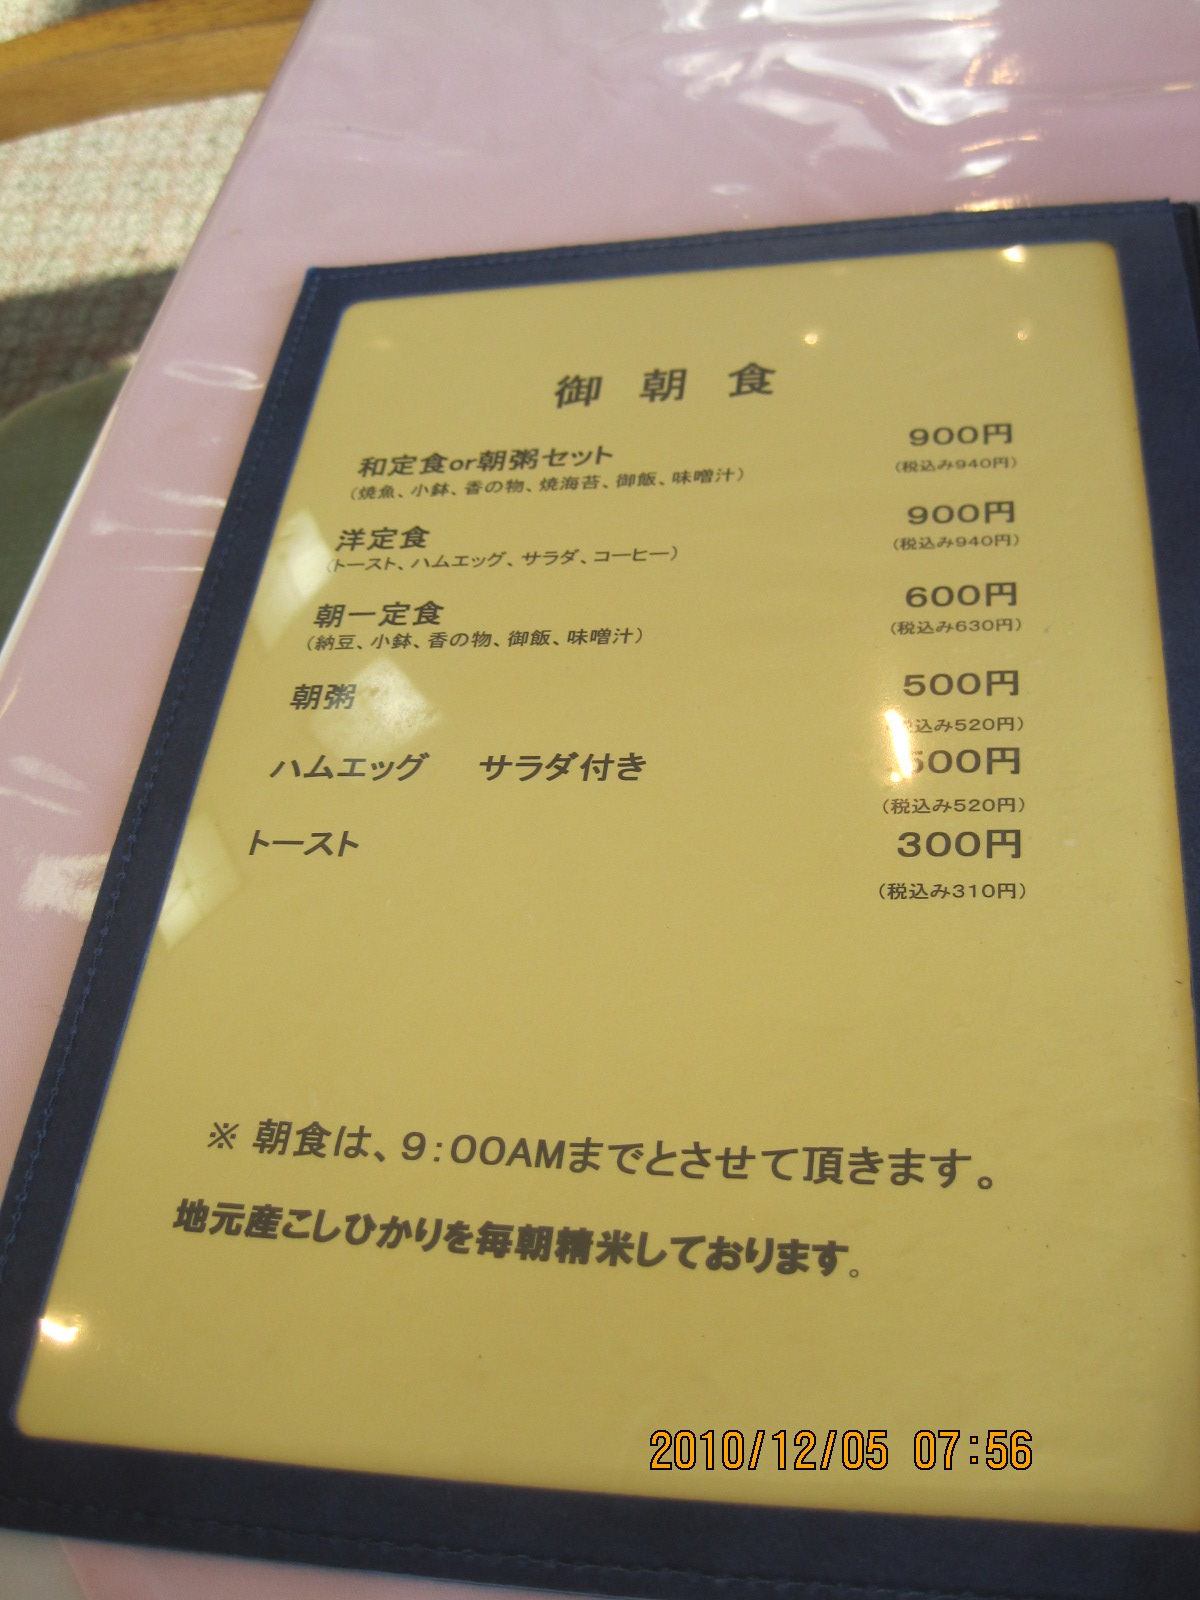 御 朝 食
和定食or朝粥セット 900円
(焼魚、小鉢、香の物、焼海苔、御飯、味噌汁) (税込み940円)
洋定食 900円
(トースト、ハムエッグ、サラダ、コーヒー) (税込み940円)
朝一定食 600円
(納豆、小鉢、香の物、御飯、味噌汁) (税込み630円)
朝粥 500円
(税込み520円)
ハムエッグ サラダ付き 500円
(税込み520円)
トースト 300円
(税込み310円)
※ 朝食は、9:00AMまでとさせて頂きます。
地元産こしひかりを毎朝精米しております。
2010/12/05 07:56